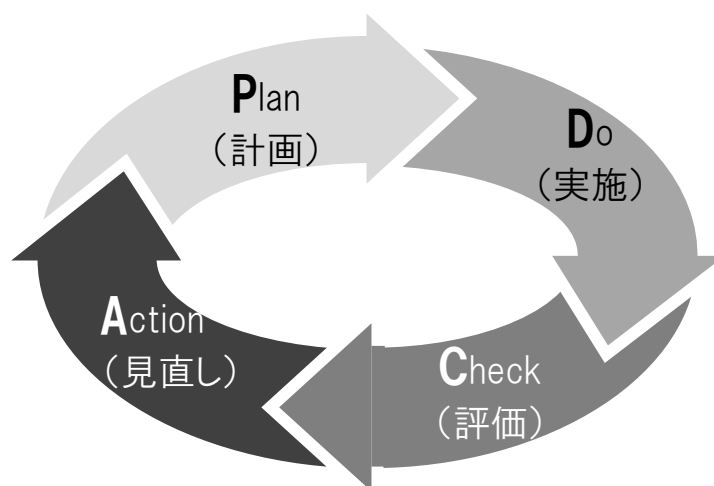 Plan
（計画）
Do
（実施）
Check
（評価）
Action
（見直し）